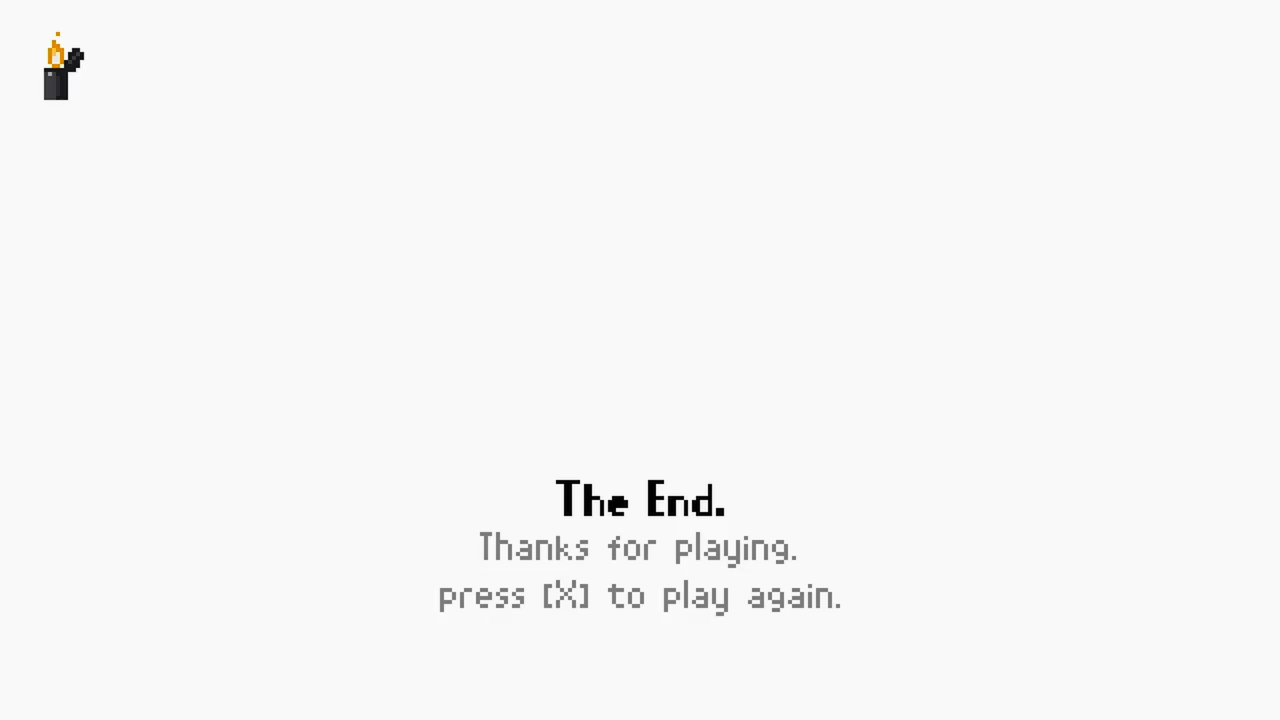 The End.
Thanks for playing.
press [X] to play again.